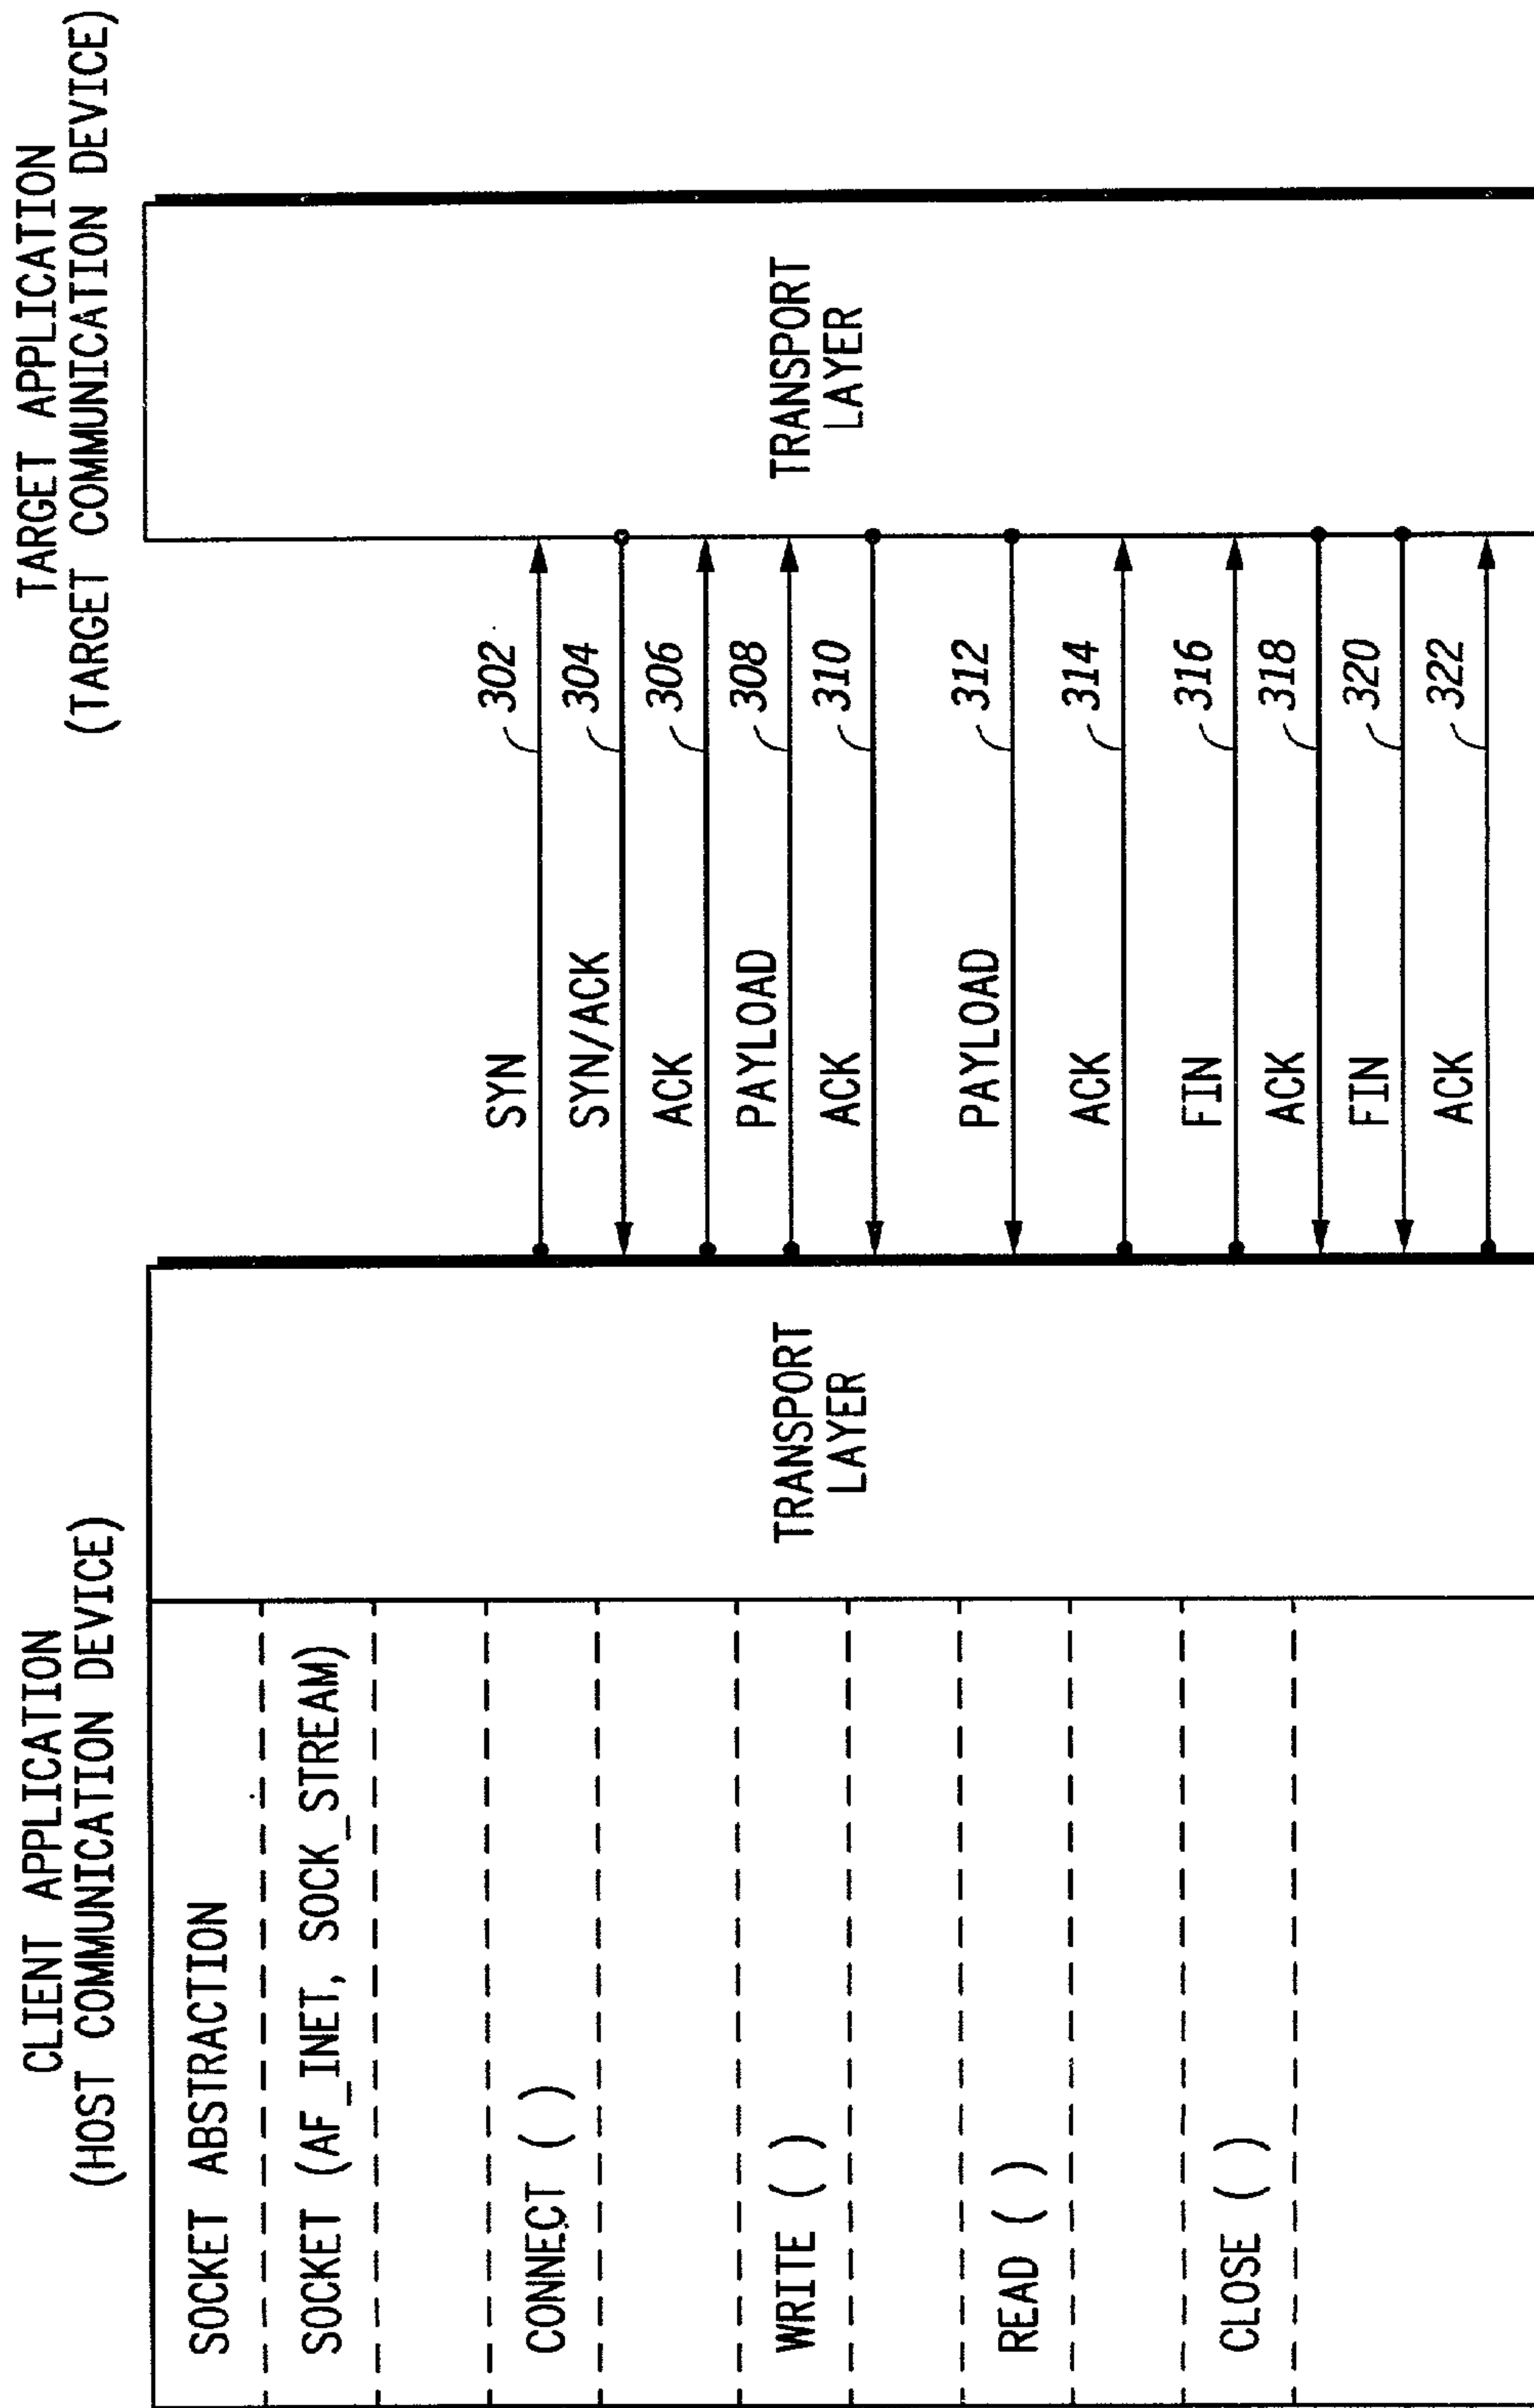 CLIENT APPLICATION
(HOST COMMUNICATION DEVICE)
TARGET APPLICATION
(TARGET COMMUNICATION DEVICE)
SOCKET ABSTRACTION
SOCKET (AF_INET, SOCK_STREAM)
CONNECT ( )
WRITE ( )
READ ( )
CLOSE ( )
TRANSPORT
LAYER
SYN 302
SYN/ACK 304
ACK 306
PAYLOAD 308
ACK 310
PAYLOAD 312
ACK 314
FIN 316
ACK 318
FIN 320
ACK 322
TRANSPORT
LAYER